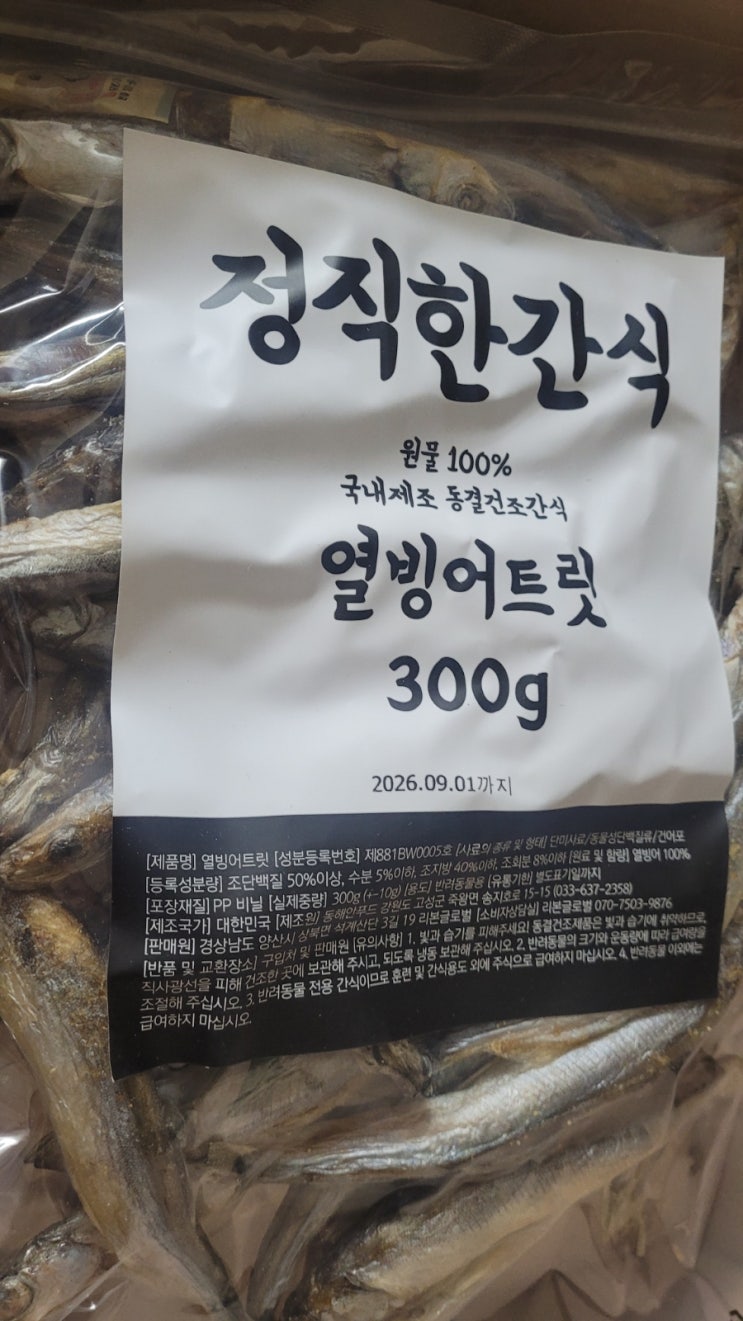 정직한간식
원물 100%
국내제조 동결건조간식
열빙어트릿
300g
2026.09.01까지
[제품명] 열빙어트릿 [성분등록번호] 제881BW0005호 [사료의 종류 및 형태] 단미사료/동물성단백질류/건어포
[등록성분량] 조단백질 50%이상, 수분 5%이하, 조지방 40%이하, 조회분 8%이하 [원료 및 함량] 열빙어 100%
[포장재질] PP 비닐 [실제중량] 300g (+-10g) [용도] 반려동물용 [유통기한] 별도표기일까지
[제조국가] 대한민국 [제조원] 동해안푸드 강원도 고성군 죽왕면 송지호로 15-15 (033-637-2358)
[판매원] 경상남도 양산시 상북면 석계산단 3길 19 리본글로벌 [소비자상담실] 리본글로벌 070-7503-9876
[반품 및 교환장소] 구입처 및 판매원 [유의사항] 1. 빛과 습기를 피해주세요! 동결건조제품은 빛과 습기에 취약하므로,
직사광선을 피해 건조한 곳에 보관해 주시고, 되도록 냉동 보관해 주십시오. 2. 반려동물의 크기와 운동량에 따라 급여량을
조절해 주십시오. 3. 반려동물 전용 간식이므로 훈련 및 간식용도 외에 주식으로 급여하지 마십시오. 4. 반려동물 이외에는
급여하지 마십시오.